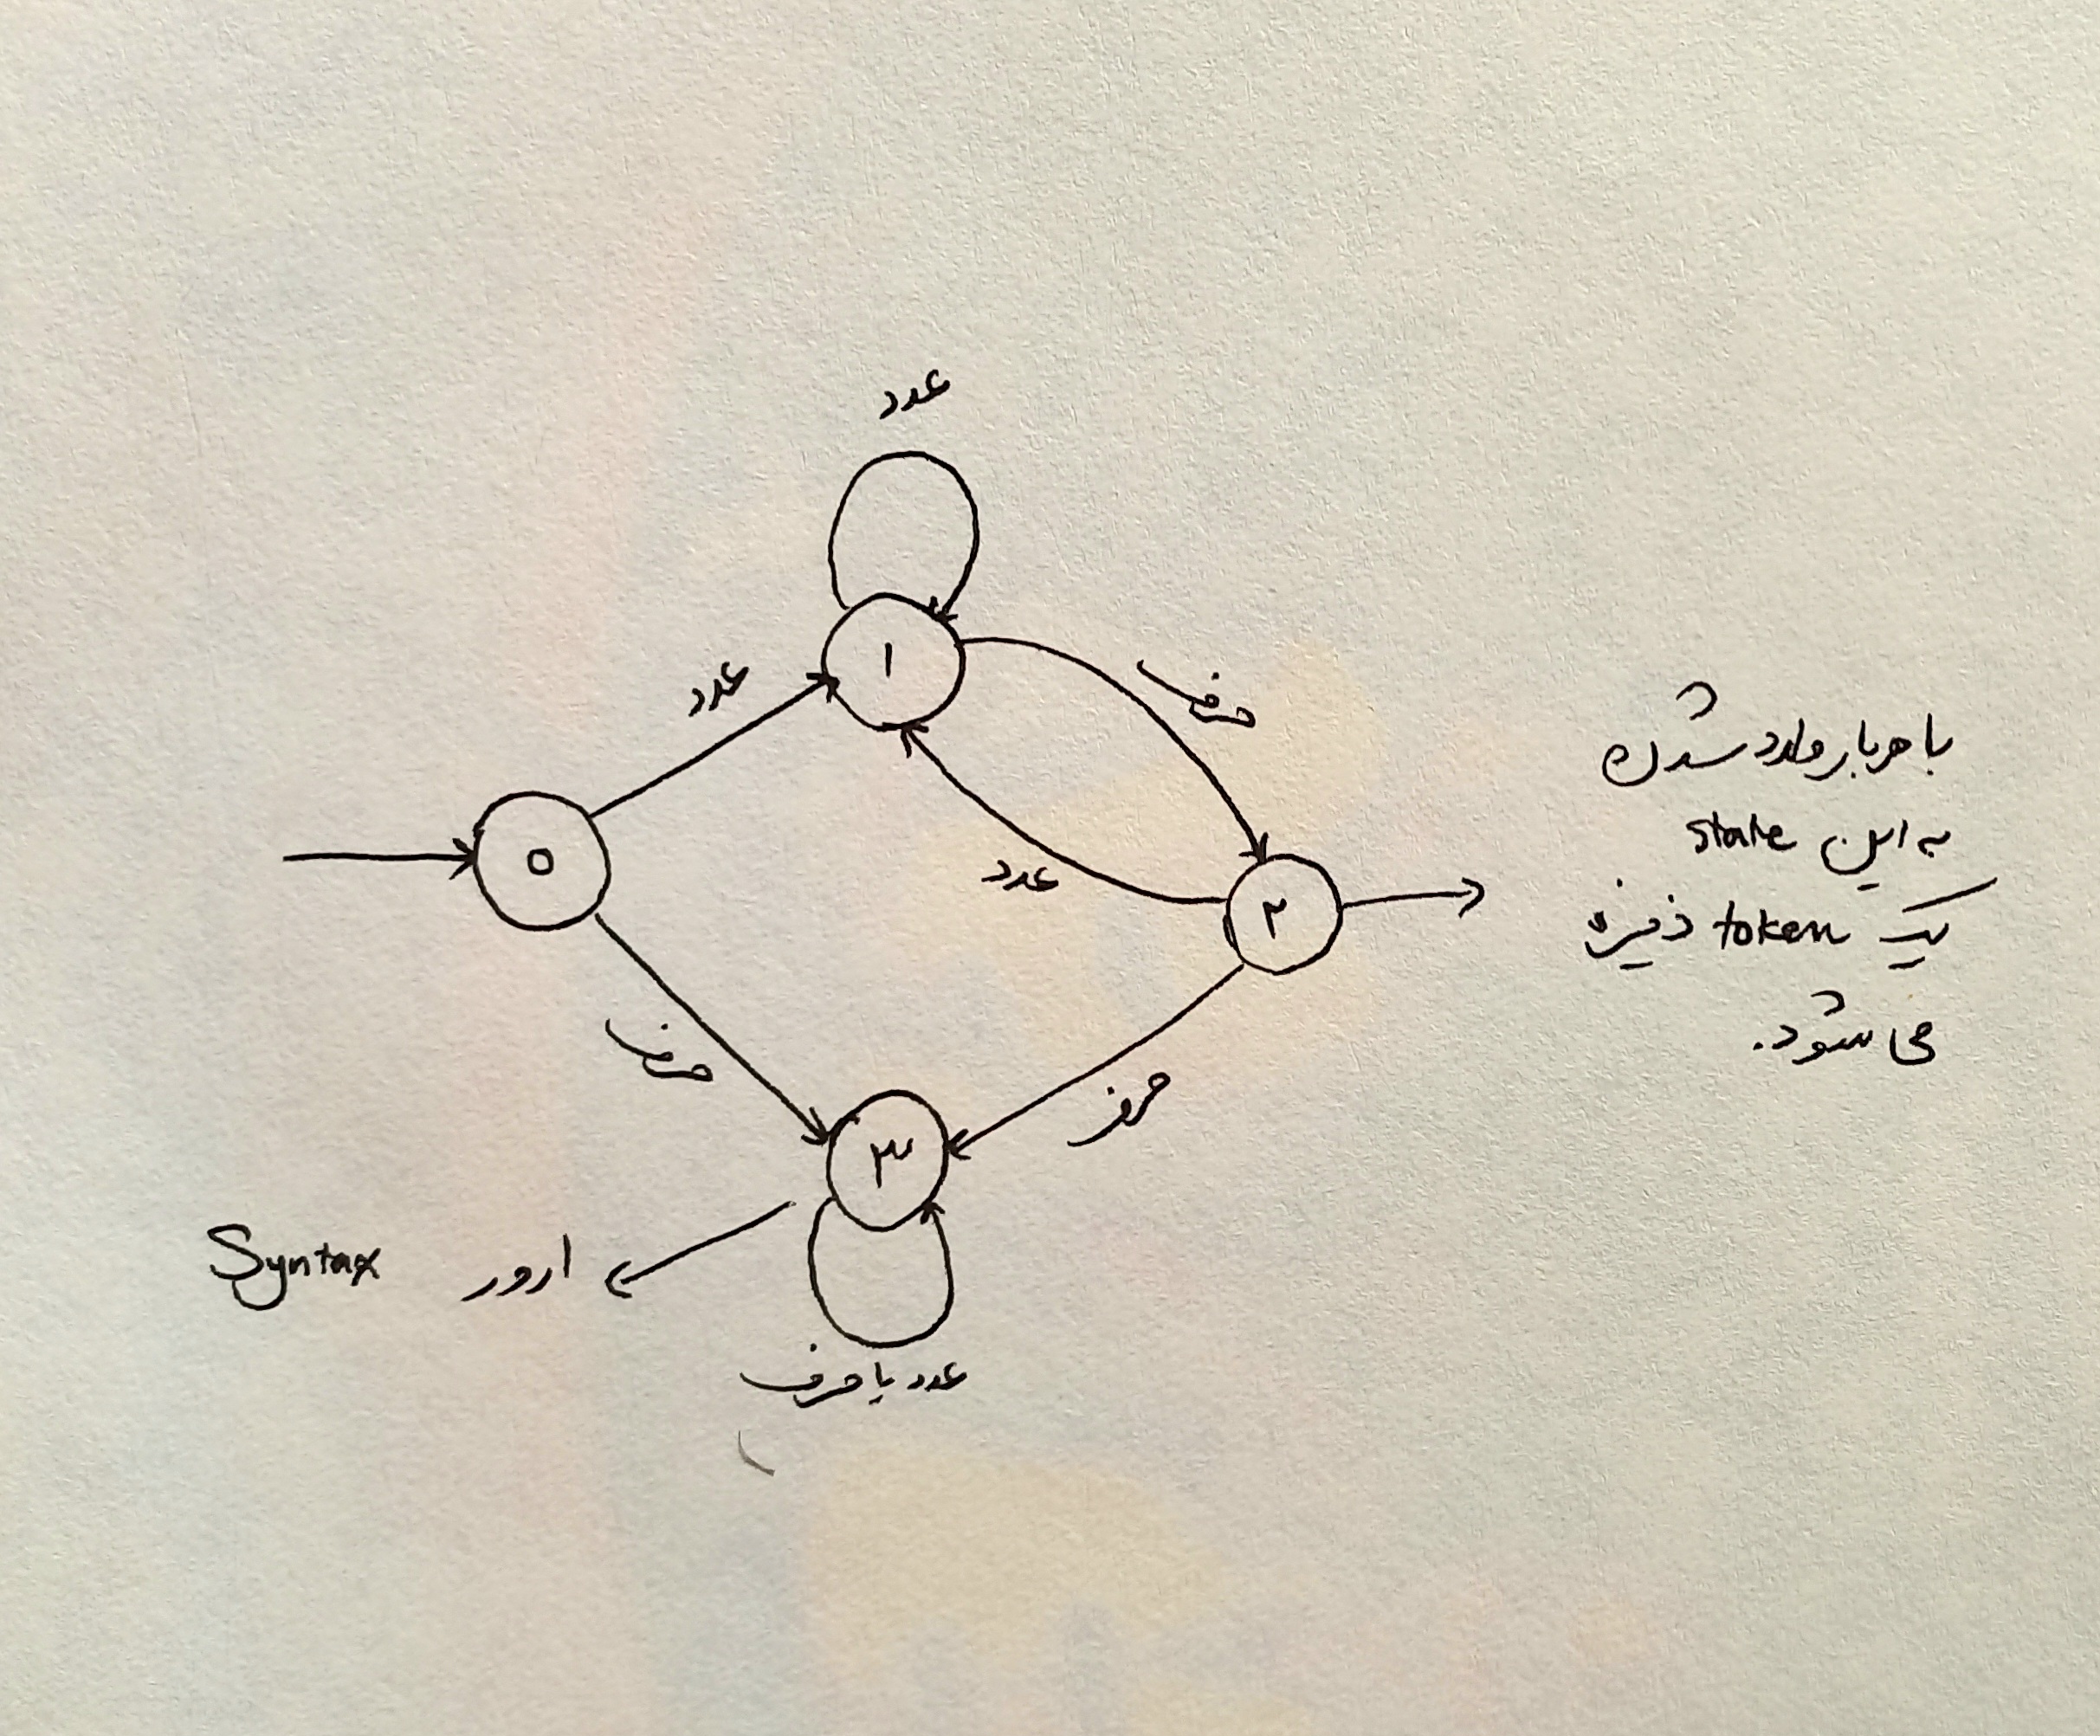 عدد
۱
عدد
حرف
با هربار وارد شدن
به این state
یک token ذخیره
می شود.
0
عدد
۲
حرف
حرف
۳
ارور Syntax
عدد یا حرف